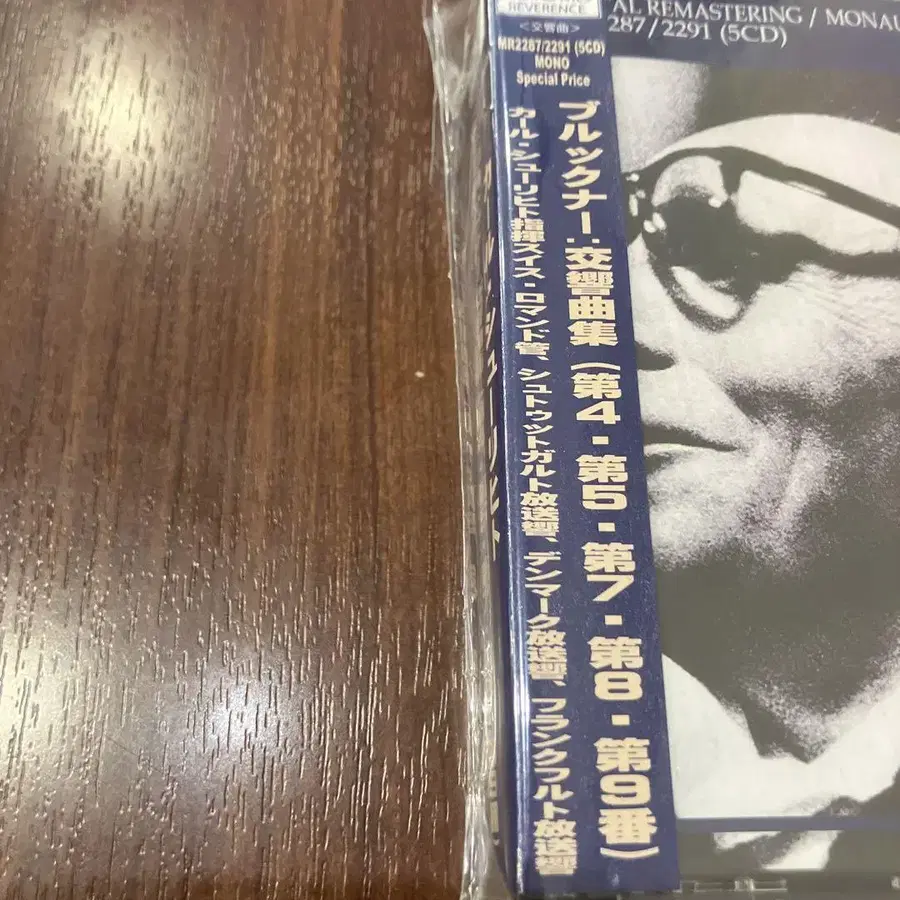 REVERENCE
<交響曲>
MR2287/2291 (5CD)
MONO
Special Price
ブルックナー:交響曲集(第4・第5・第7・第8・第9番)
カール・シューリヒト指揮スイス・ロマンド管、シュトゥットガルト放送響、デンマーク放送響、フランクフルト放送響
AL REMASTERING / MONAU
287/2291 (5CD)